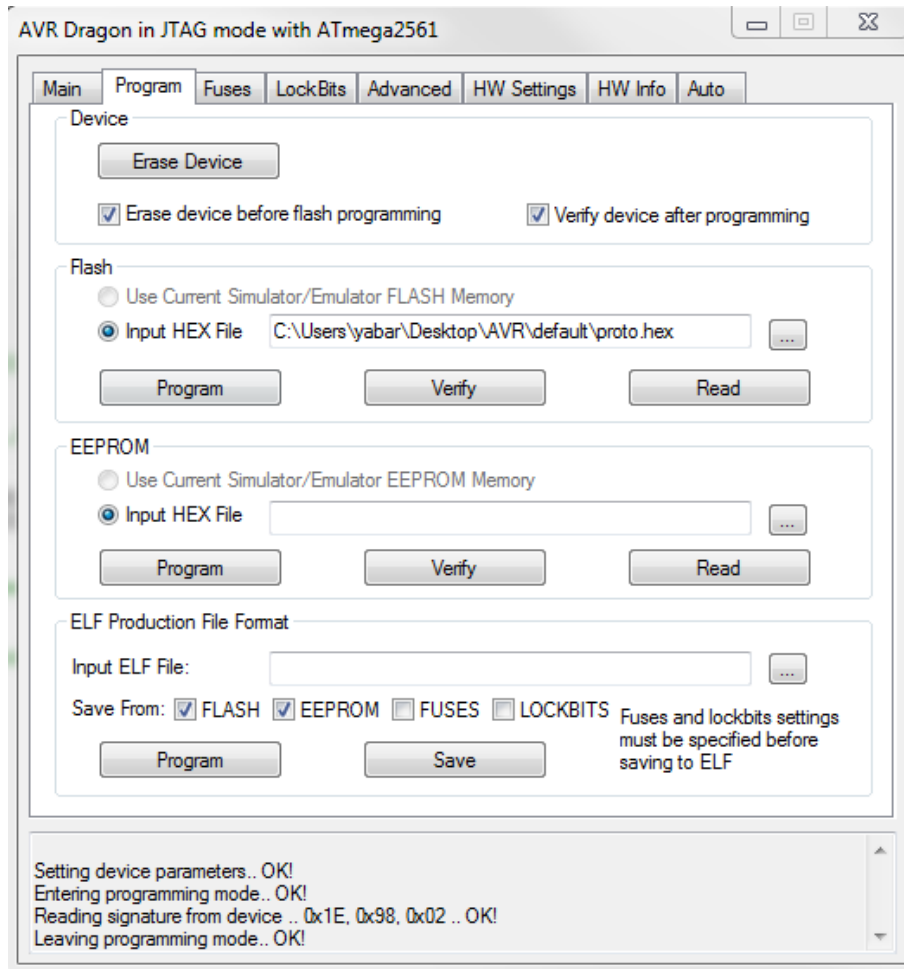 AVR Dragon in JTAG mode with ATmega2561
Main Program Fuses LockBits Advanced HW Settings HW Info Auto
Device
Erase Device
Erase device before flash programming Verify device after programming
Flash
Use Current Simulator/Emulator FLASH Memory
Input HEX File C:\Users\yabar\Desktop\AVR\default\proto.hex ...
Program Verify Read
EEPROM
Use Current Simulator/Emulator EEPROM Memory
Input HEX File ...
Program Verify Read
ELF Production File Format
Input ELF File: ...
Save From: FLASH EEPROM FUSES LOCKBITS
Fuses and lockbits settings
must be specified before
saving to ELF
Program Save
Setting device parameters.. OK!
Entering programming mode.. OK!
Reading signature from device .. 0x1E, 0x98, 0x02 .. OK!
Leaving programming mode.. OK!